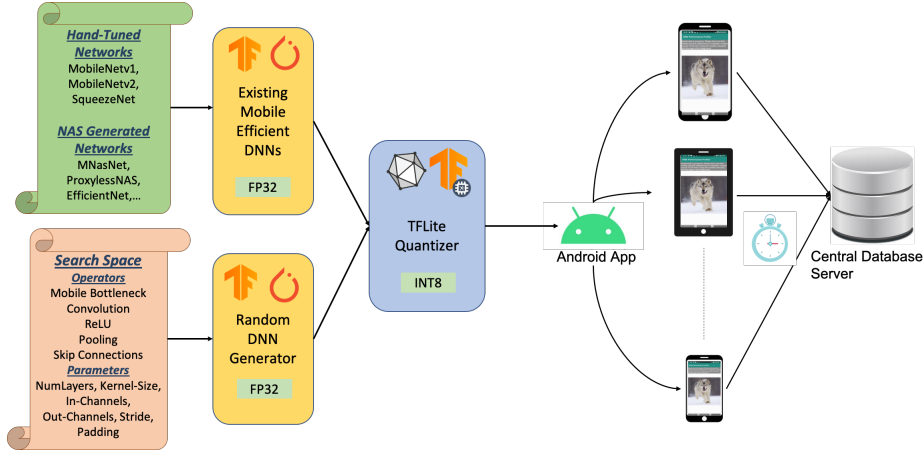 Hand-Tuned
Networks
MobileNetv1,
MobileNetv2,
SqueezeNet
NAS Generated
Networks
MNasNet,
ProxylessNAS,
EfficientNet,...
Existing
Mobile
Efficient
DNNs
FP32
Search Space
Operators
Mobile Bottleneck
Convolution
ReLU
Pooling
Skip Connections
Parameters
NumLayers, Kernel-Size,
In-Channels,
Out-Channels, Stride,
Padding
Random
DNN
Generator
FP32
TFLite
Quantizer
INT8
Android App
Central Database
Server